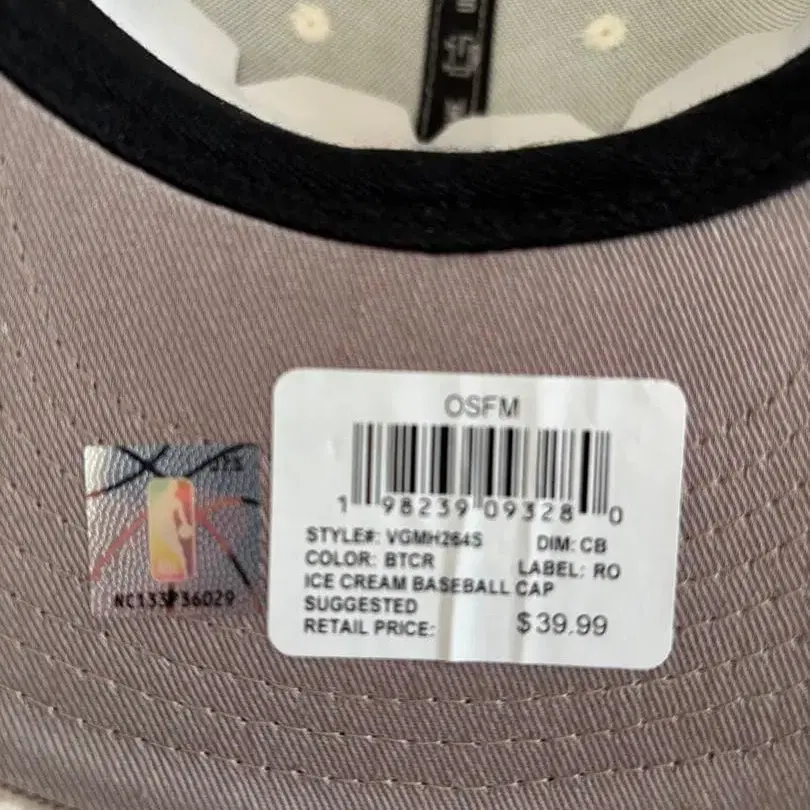 OSFM
1 98239 09328 0
STYLE#: VGMH264S DIM: CB
COLOR: BTCR LABEL: RO
ICE CREAM BASEBALL CAP
SUGGESTED
RETAIL PRICE: $39.99